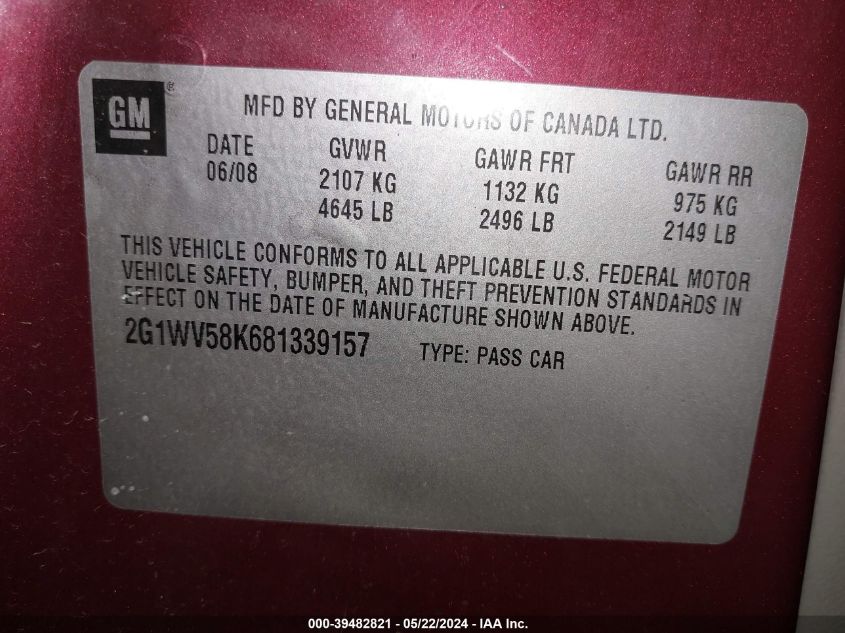 GM ®
MFD BY GENERAL MOTORS OF CANADA LTD.
DATE GVWR GAWR FRT GAWR RR
06/08 2107 KG 1132 KG 975 KG
4645 LB 2496 LB 2149 LB
THIS VEHICLE CONFORMS TO ALL APPLICABLE U.S. FEDERAL MOTOR
VEHICLE SAFETY, BUMPER, AND THEFT PREVENTION STANDARDS IN
EFFECT ON THE DATE OF MANUFACTURE SHOWN ABOVE.
2G1WV58K681339157 TYPE: PASS CAR
000-39482821 - 05/22/2024 - IAA Inc.